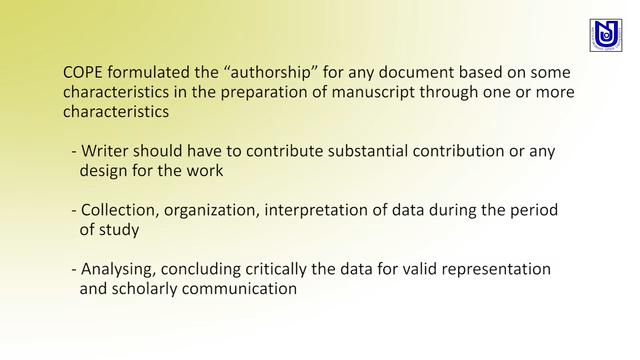 COPE formulated the “authorship” for any document based on some
characteristics in the preparation of manuscript through one or more
characteristics
- Writer should have to contribute substantial contribution or any
design for the work
- Collection, organization, interpretation of data during the period
of study
- Analysing, concluding critically the data for valid representation
and scholarly communication